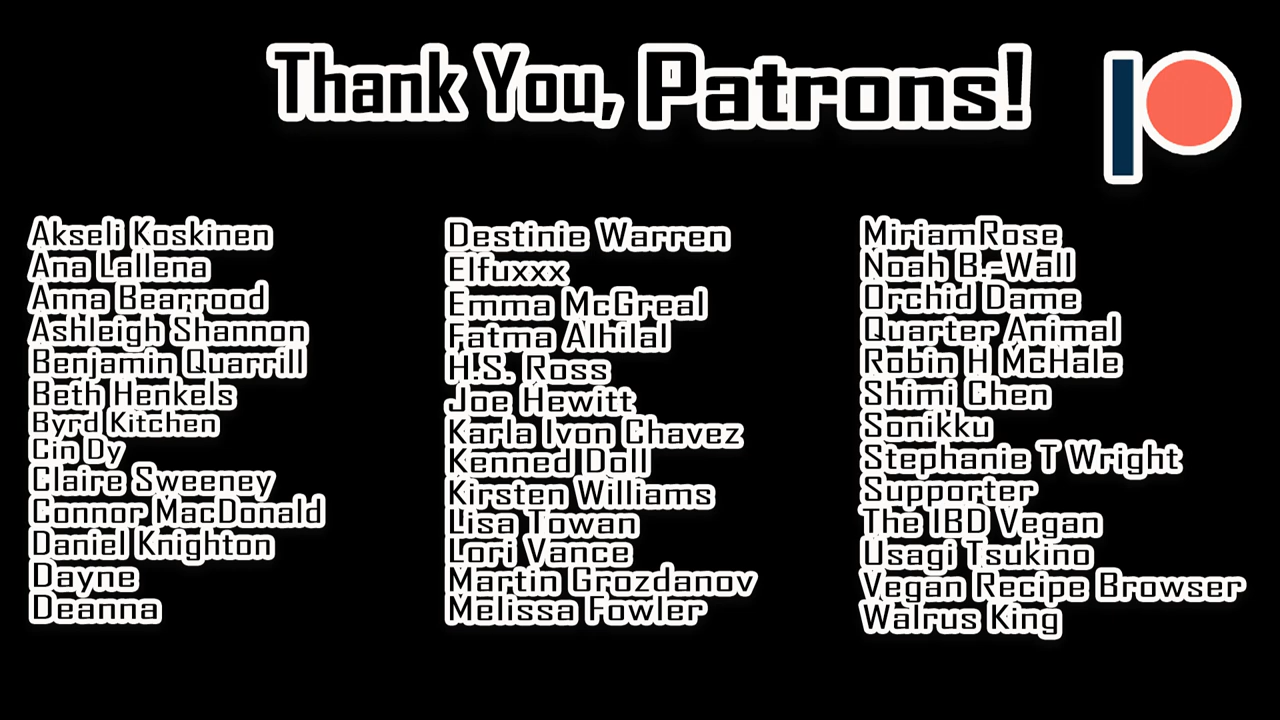 Thank You, Patrons!
Akseli Koskinen
Ana Lallena
Anna Bearrood
Ashleigh Shannon
Benjamin Quarrill
Beth Henkels
Byrd Kitchen
Cin Dy
Claire Sweeney
Connor MacDonald
Daniel Knighton
Dayne
Deanna
Destinie Warren
Elfuxxx
Emma McGreal
Fatma Alhilal
H.S. Ross
Joe Hewitt
Karla Ivon Chavez
Kenned Doll
Kirsten Williams
Lisa Towan
Lori Vance
Martin Grozdanov
Melissa Fowler
MiriamRose
Noah B.-Wall
Orchid Dame
Quarter Animal
Robin H McHale
Shimi Chen
Sonikku
Stephanie T Wright
Supporter
The IBD Vegan
Usagi Tsukino
Vegan Recipe Browser
Walrus King